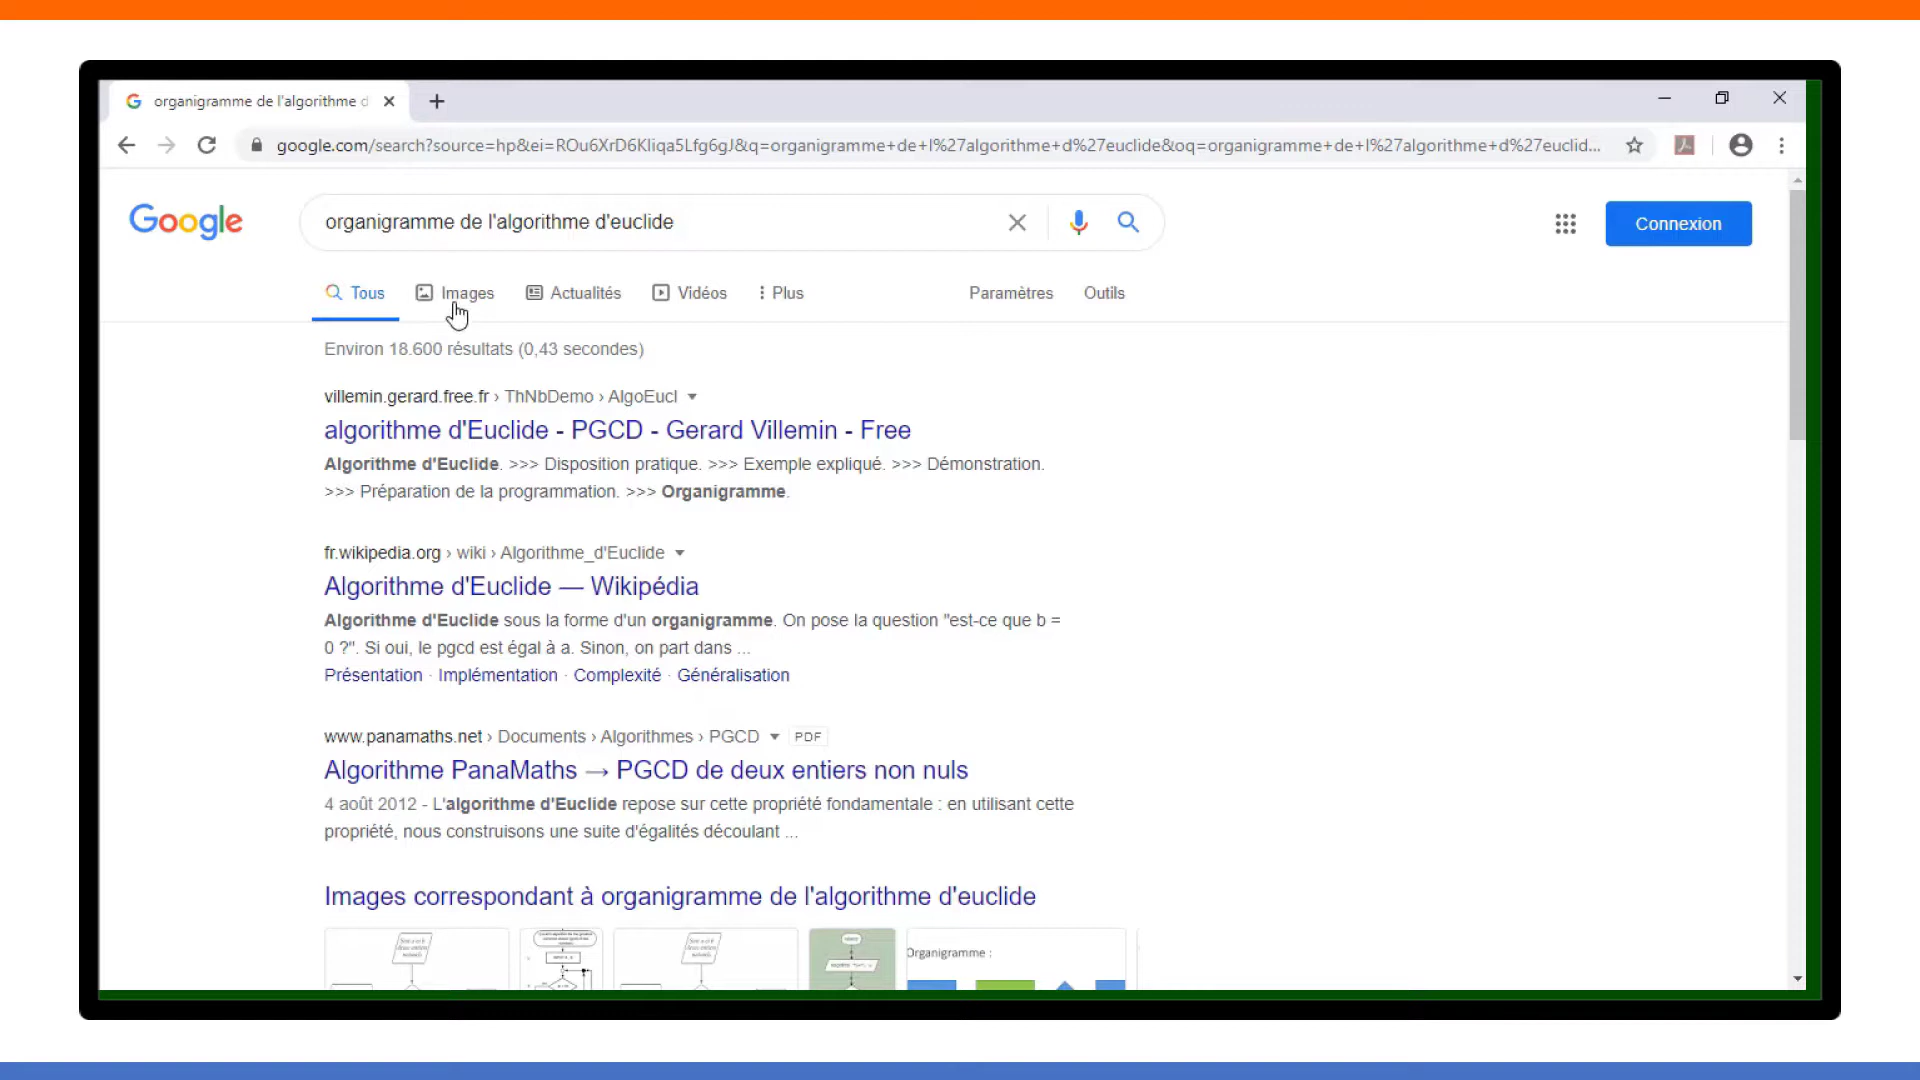 organigramme de l'algorithme d
google.com/search?source=hp&ei=ROu6XrD6Kliqa5Lfg6gJ&q=organigramme+de+l%27algorithme+d%27euclide&oq=organigramme+de+l%27algorithme+d%27euclid...
Google
organigramme de l'algorithme d'euclide
Connexion
Tous Images Actualités Vidéos Plus Paramètres Outils
Environ 18.600 résultats (0,43 secondes)
villemin.gerard.free.fr › ThNbDemo › AlgoEucl
algorithme d'Euclide - PGCD - Gerard Villemin - Free
Algorithme d'Euclide. >>> Disposition pratique. >>> Exemple expliqué. >>> Démonstration.
>>> Préparation de la programmation. >>> Organigramme.
fr.wikipedia.org › wiki › Algorithme_d'Euclide
Algorithme d'Euclide — Wikipédia
Algorithme d'Euclide sous la forme d'un organigramme. On pose la question "est-ce que b =
0 ?". Si oui, le pgcd est égal à a. Sinon, on part dans ...
Présentation · Implémentation · Complexité · Généralisation
www.panamaths.net › Documents › Algorithmes › PGCD PDF
Algorithme PanaMaths → PGCD de deux entiers non nuls
4 août 2012 - L'algorithme d'Euclide repose sur cette propriété fondamentale : en utilisant cette
propriété, nous construisons une suite d'égalités découlant ...
Images correspondant à organigramme de l'algorithme d'euclide
Organigramme :